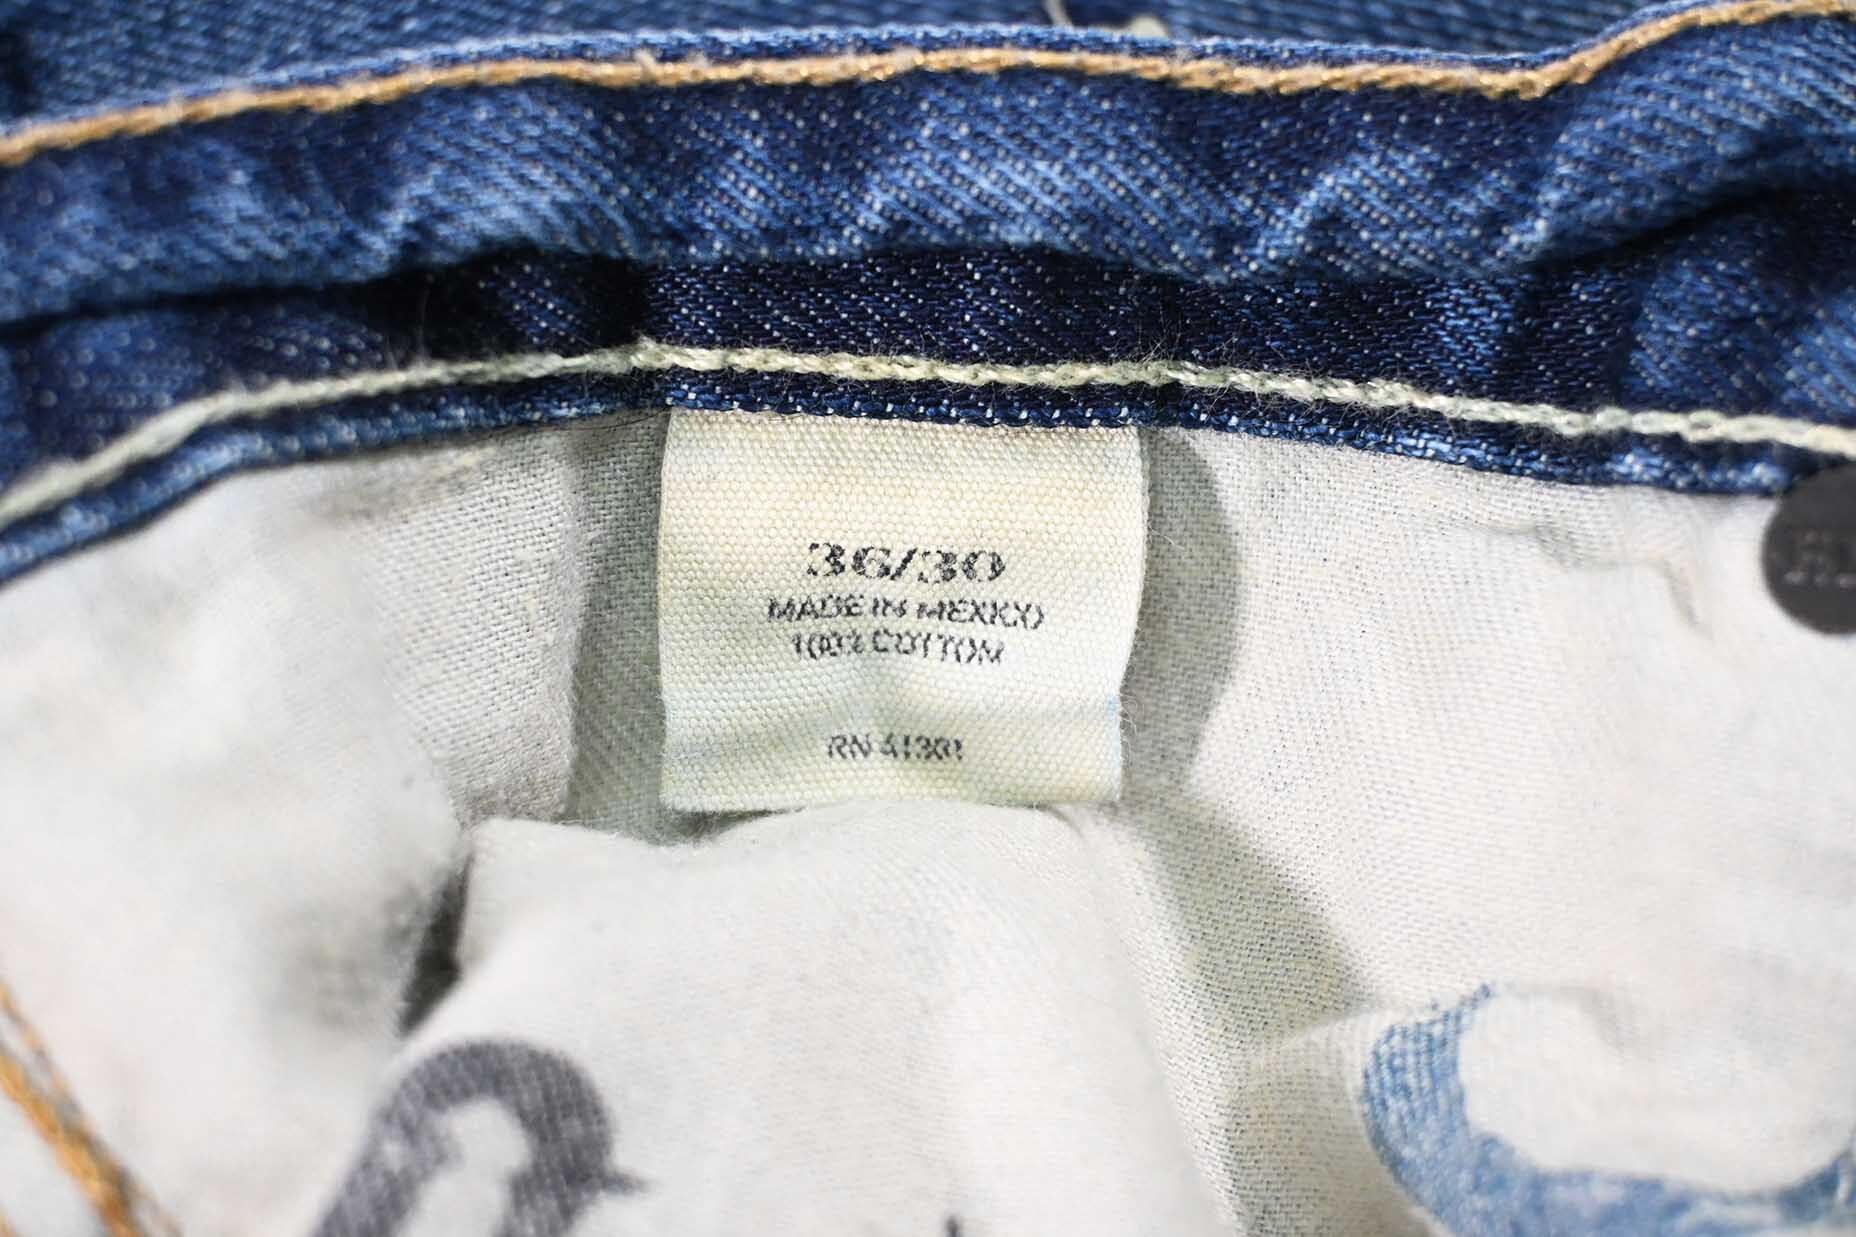 36/30
MADE IN MEXICO
100% COTTON
RN 41381